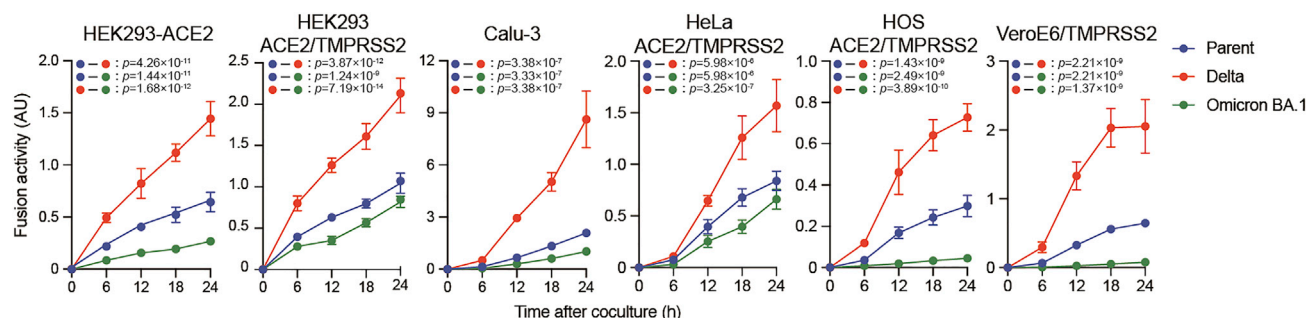 HEK293-ACE2
HEK293
ACE2/TMPRSS2
Calu-3
HeLa
ACE2/TMPRSS2
HOS
ACE2/TMPRSS2
VeroE6/TMPRSS2
Fusion activity (AU)
: p=4.26×10-11
: p=1.44×10-11
: p=1.68×10-12
2.0
1.5
1.0
0.5
0
0 6 12 18 24
: p=3.87×10-12
: p=1.24×10-9
: p=7.19×10-14
2.5
2.0
1.5
1.0
0.5
0
0 6 12 18 24
: p=3.38×10-7
: p=3.33×10-7
: p=3.38×10-7
12
9
6
3
0
0 6 12 18 24
: p=5.98×10-6
: p=5.98×10-6
: p=3.25×10-7
2.0
1.5
1.0
0.5
0
0 6 12 18 24
: p=1.43×10-9
: p=2.49×10-9
: p=3.89×10-10
1.0
0.8
0.6
0.4
0.2
0
0 6 12 18 24
: p=2.21×10-9
: p=2.21×10-9
: p=1.37×10-9
3
2
1
0
0 6 12 18 24
Time after coculture (h)
Parent
Delta
Omicron BA.1